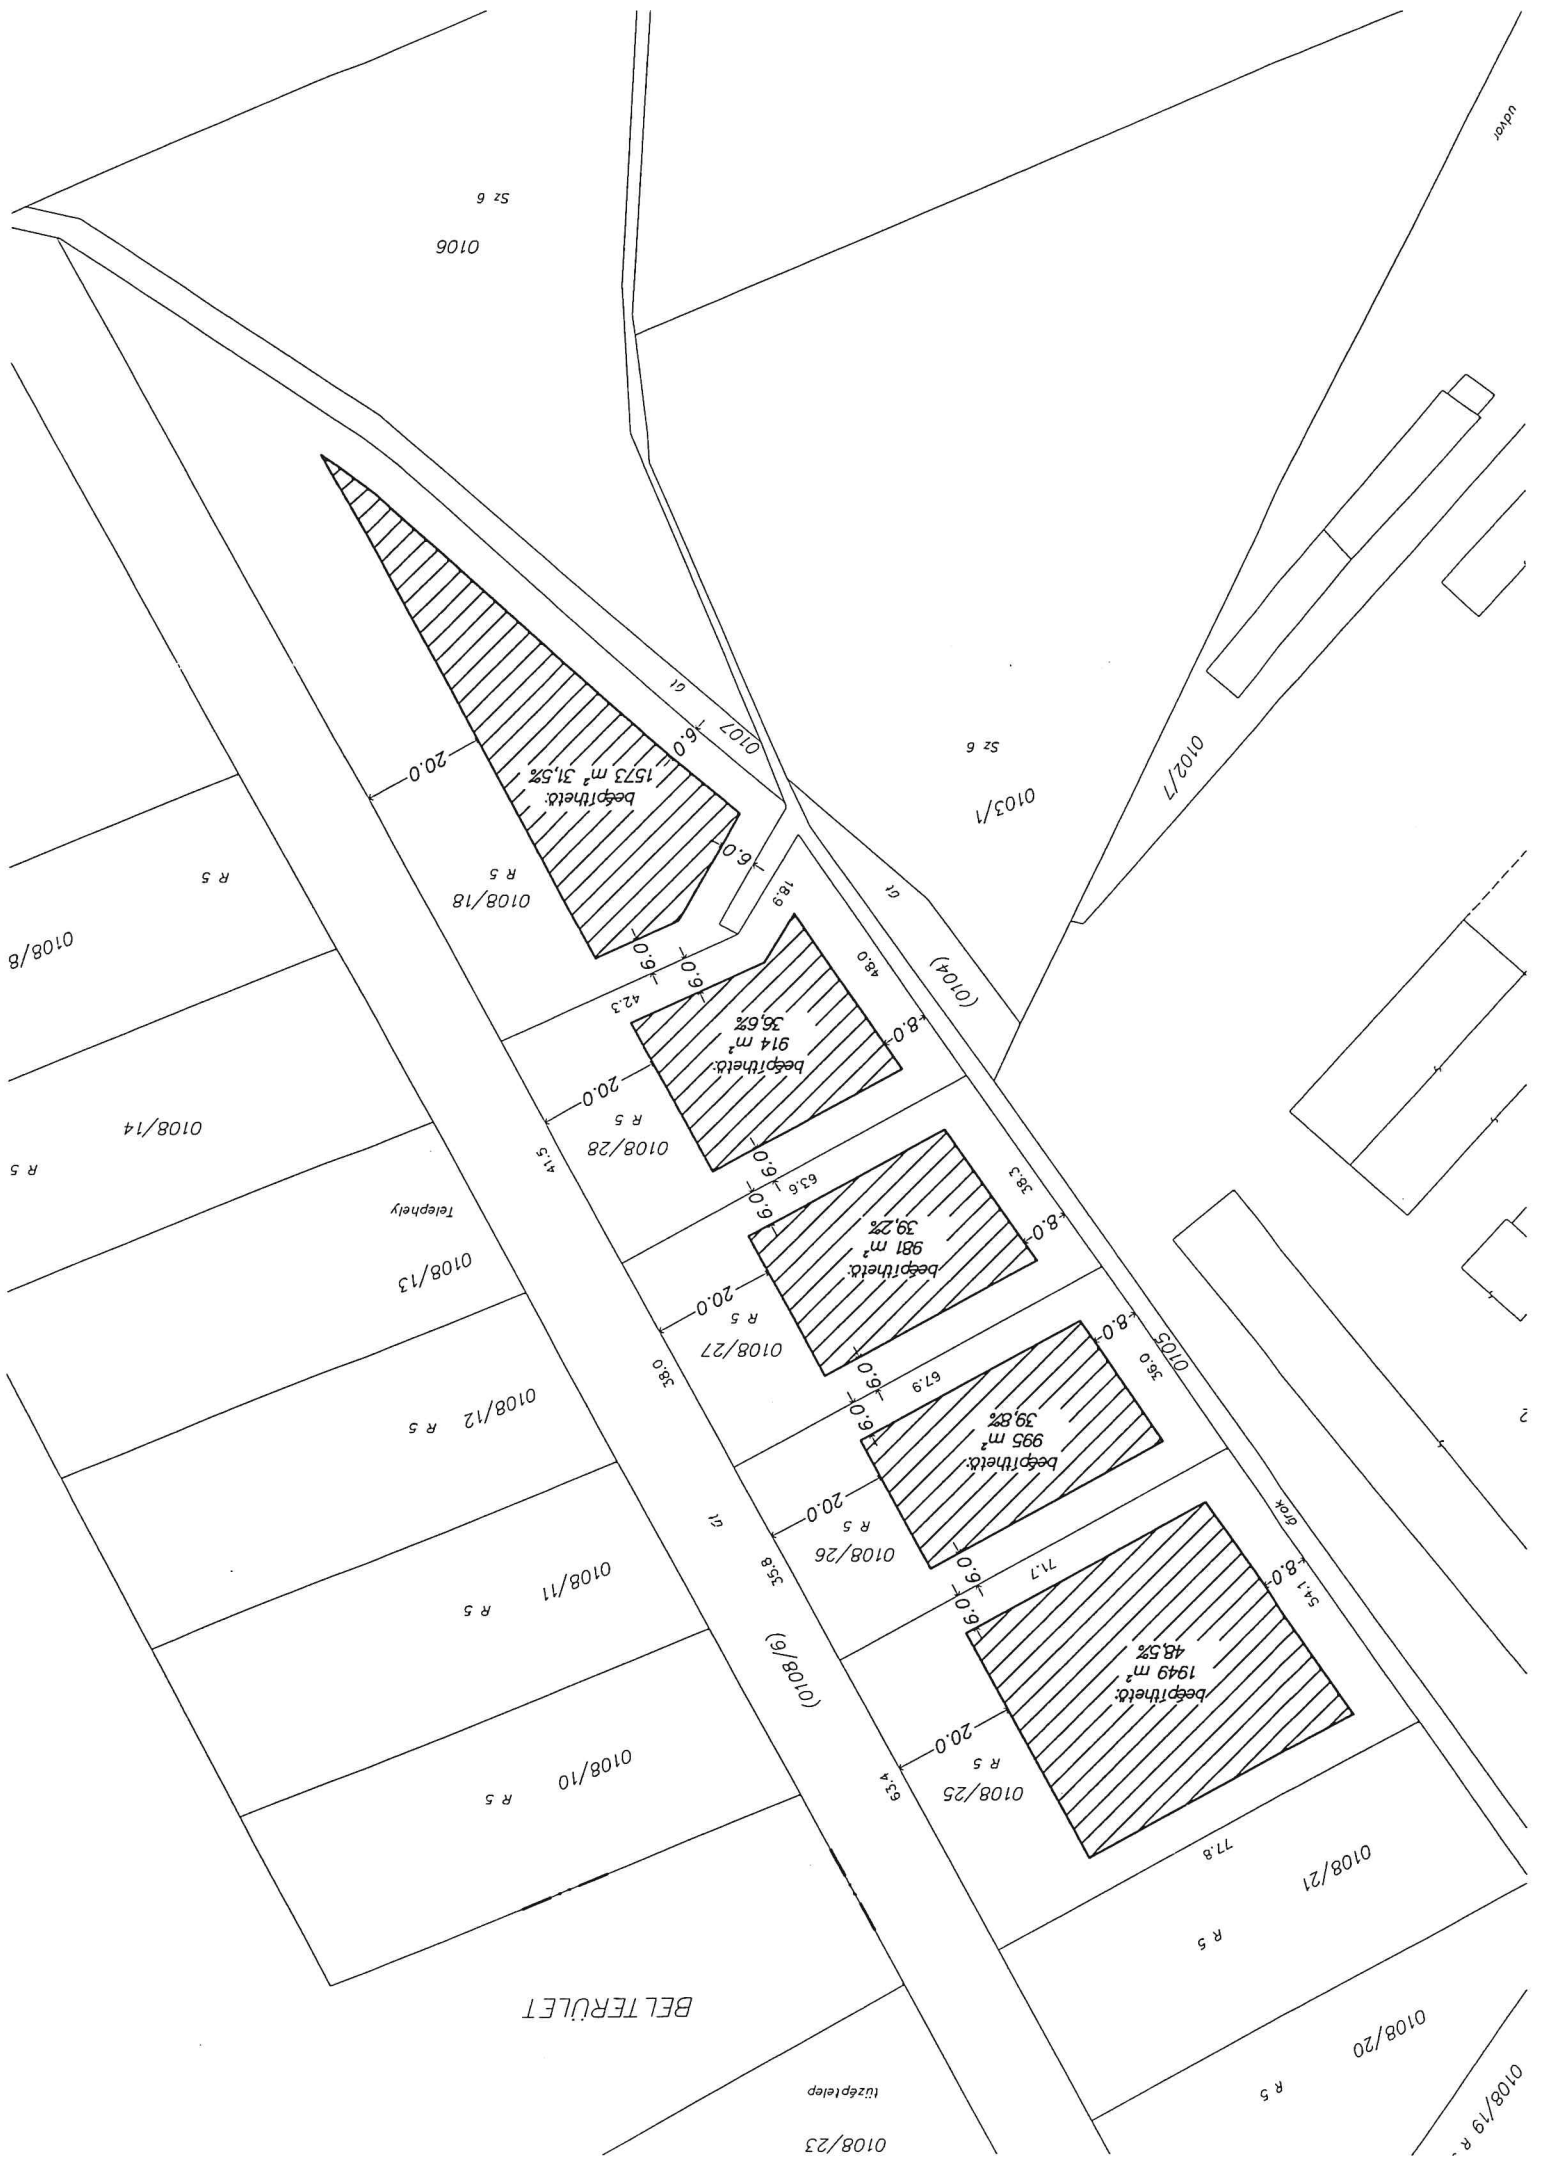 0108/19 R
0108/23
tüzéptelep
R 5
0108/20
BELTERÜLET
R 5
0108/21
77.8
0108/10
R 5
0108/25
R 5
63.4
20.0
beépíthető:
1949 m²
48,5%
(0108/6)
6.0
8.0
54.1
0108/11
R 5
71.7
6.0
árok
út
35.8
0108/26
R 5
20.0
beépíthető:
995 m²
39,8%
0108/12
R 5
6.0
67.9
6.0
8.0
36.0
0105
38.0
0108/27
R 5
20.0
beépíthető:
981 m²
39,2%
0108/13
Telephely
6.0
63.6
6.0
8.0
38.3
41.5
0108/28
R 5
20.0
beépíthető:
914 m²
36,6%
0108/14
R 5
42.3
6.0
6.0
8.0
48.0
(0104)
18.9
út
0108/8
R 5
0108/18
R 5
6.0
20.0
beépíthető:
1573 m² 31,5%
6.0
0107
út
0103/1
Sz 6
0102/7
0106
Sz 6
udvar
2